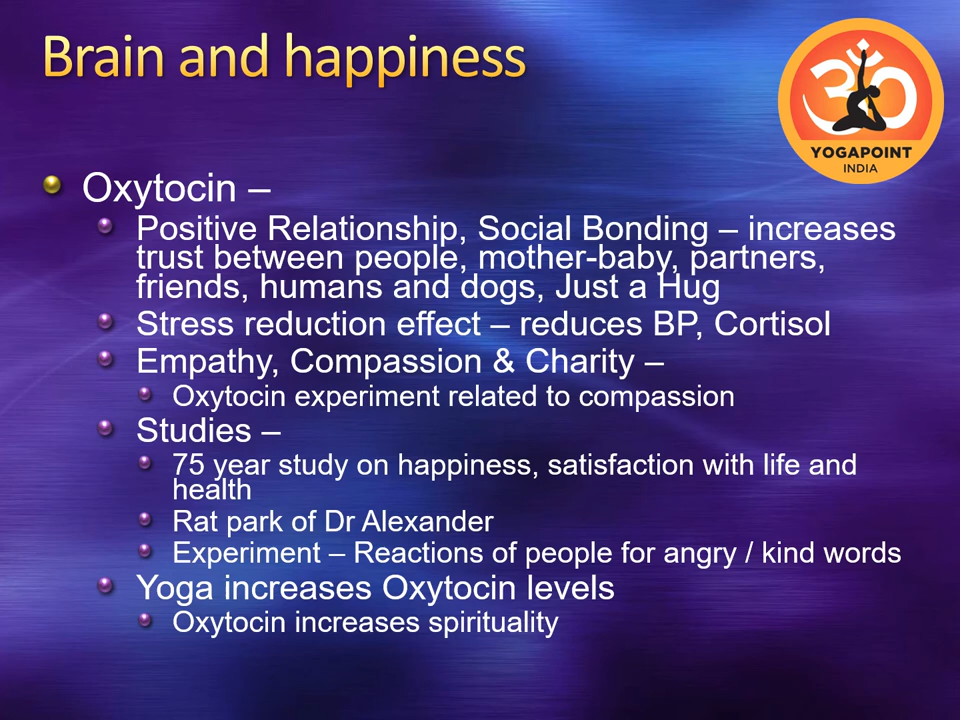 Brain and happiness
YOGAPOINT
INDIA
Oxytocin –
Positive Relationship, Social Bonding – increases
trust between people, mother-baby, partners,
friends, humans and dogs, Just a Hug
Stress reduction effect – reduces BP, Cortisol
Empathy, Compassion & Charity –
Oxytocin experiment related to compassion
Studies –
75 year study on happiness, satisfaction with life and
health
Rat park of Dr Alexander
Experiment – Reactions of people for angry / kind words
Yoga increases Oxytocin levels
Oxytocin increases spirituality